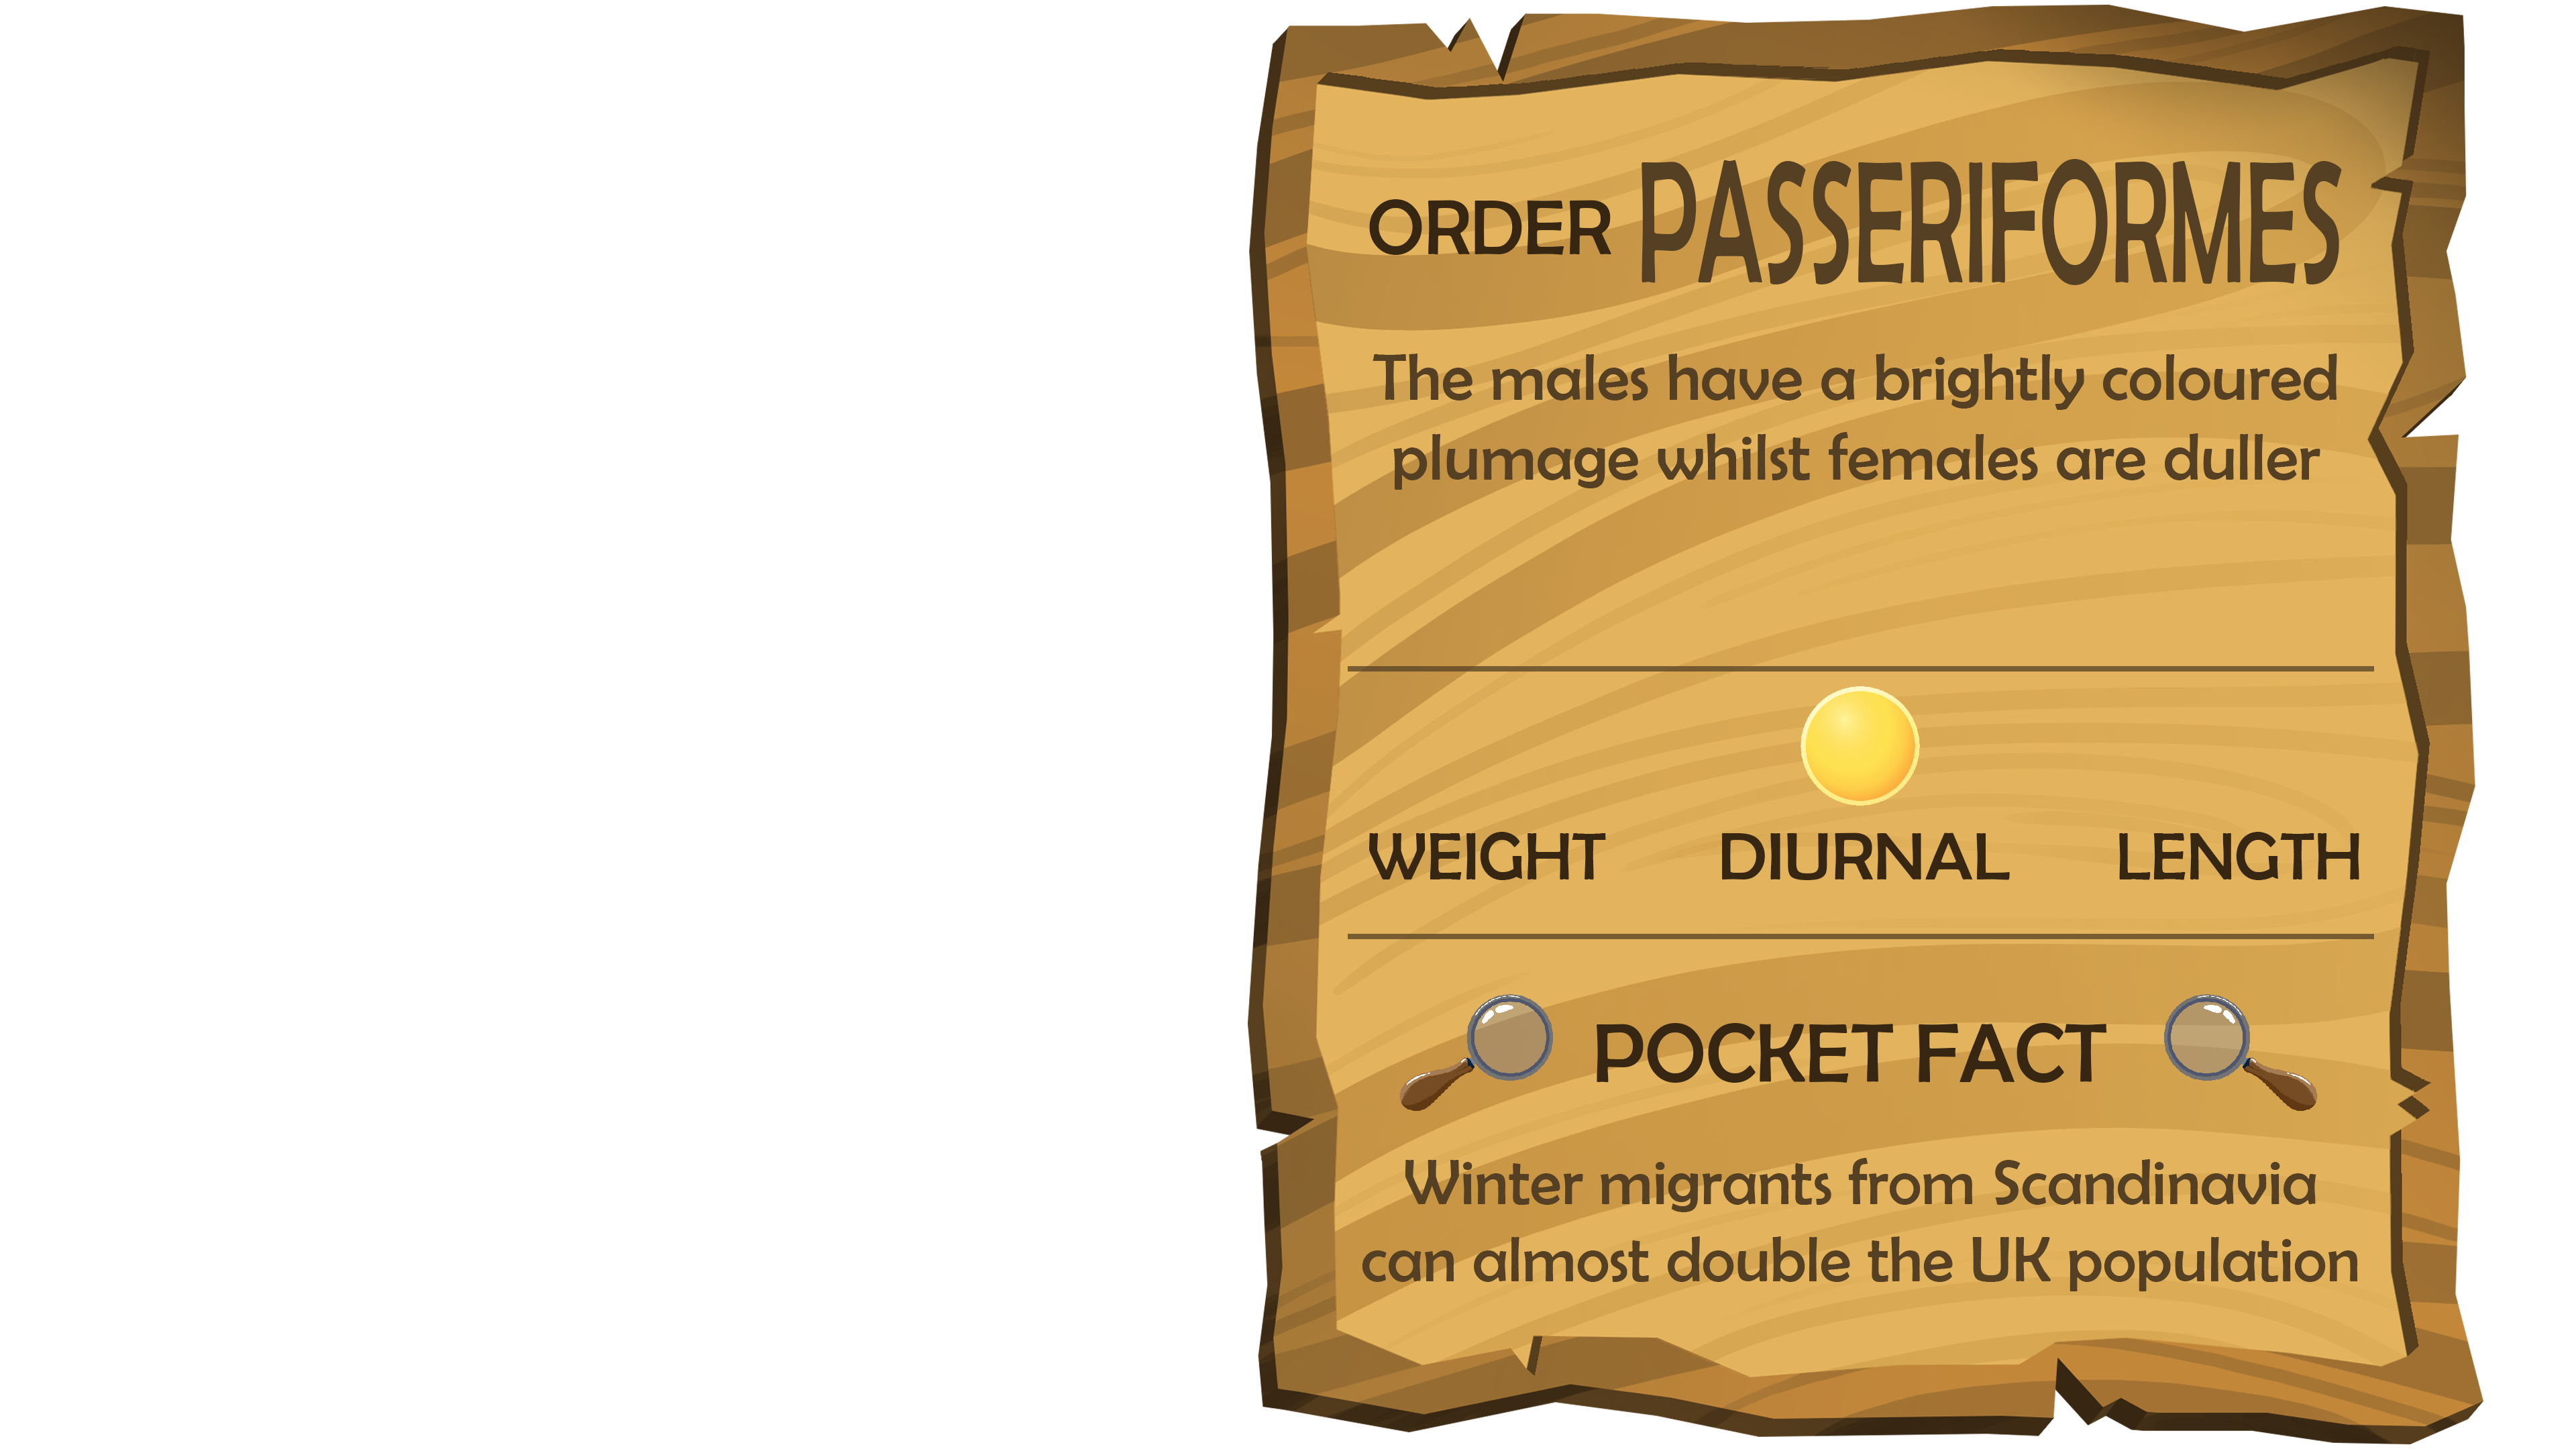 ORDER PASSERIFORMES
The males have a brightly coloured
plumage whilst females are duller
WEIGHT DIURNAL LENGTH
POCKET FACT
Winter migrants from Scandinavia
can almost double the UK population